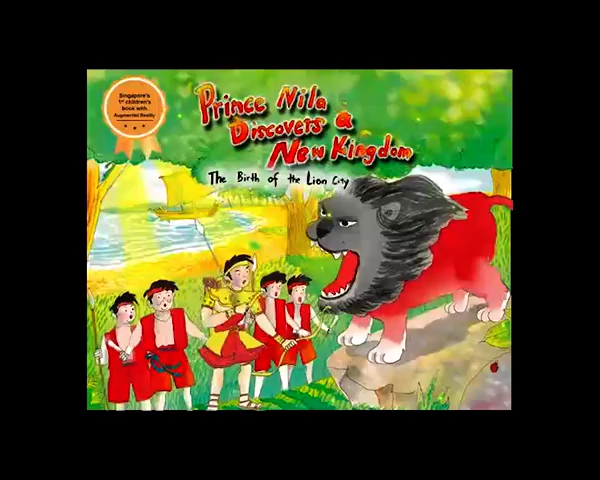 Singapore's
1st children's
book with
Augmented Reality
Prince Nila
Discovers a
New Kingdom
The Birth of the Lion City